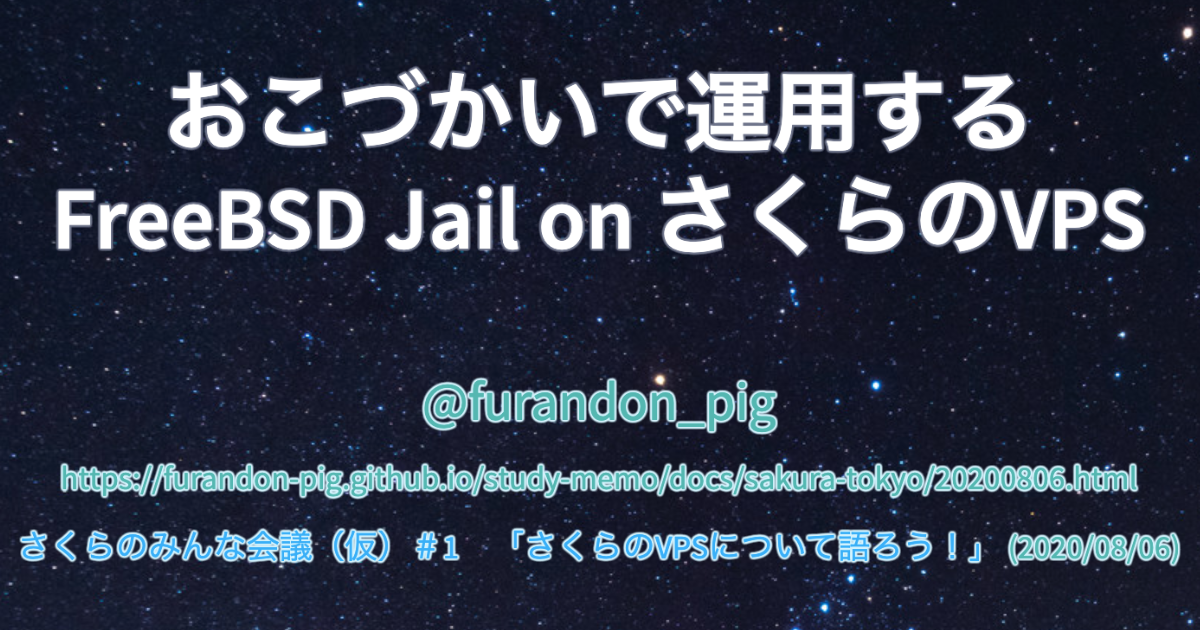 おこづかいで運用する
FreeBSD Jail on さくらのVPS
@furandon_pig
https://furandon-pig.github.io/study-memo/docs/sakura-tokyo/20200806.html
さくらのみんな会議（仮）＃1　「さくらのVPSについて語ろう！」 (2020/08/06)